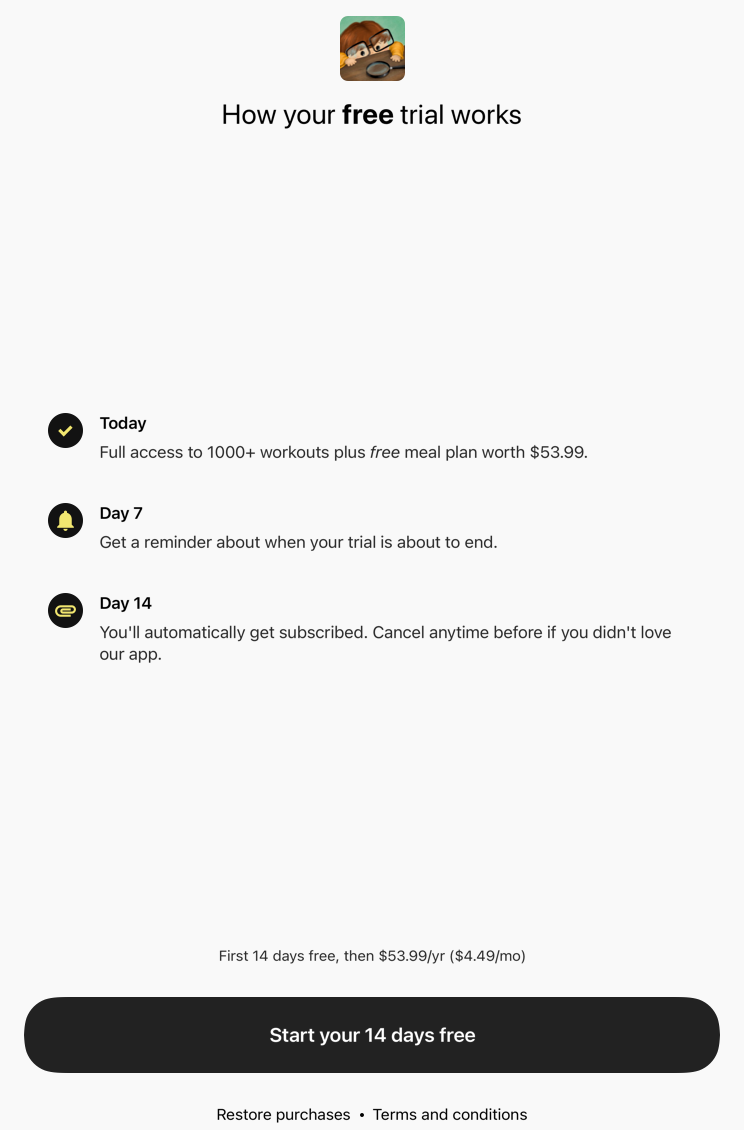 How your free trial works
Today
Full access to 1000+ workouts plus free meal plan worth $53.99.
Day 7
Get a reminder about when your trial is about to end.
Day 14
You'll automatically get subscribed. Cancel anytime before if you didn't love
our app.
First 14 days free, then $53.99/yr ($4.49/mo)
Start your 14 days free
Restore purchases • Terms and conditions